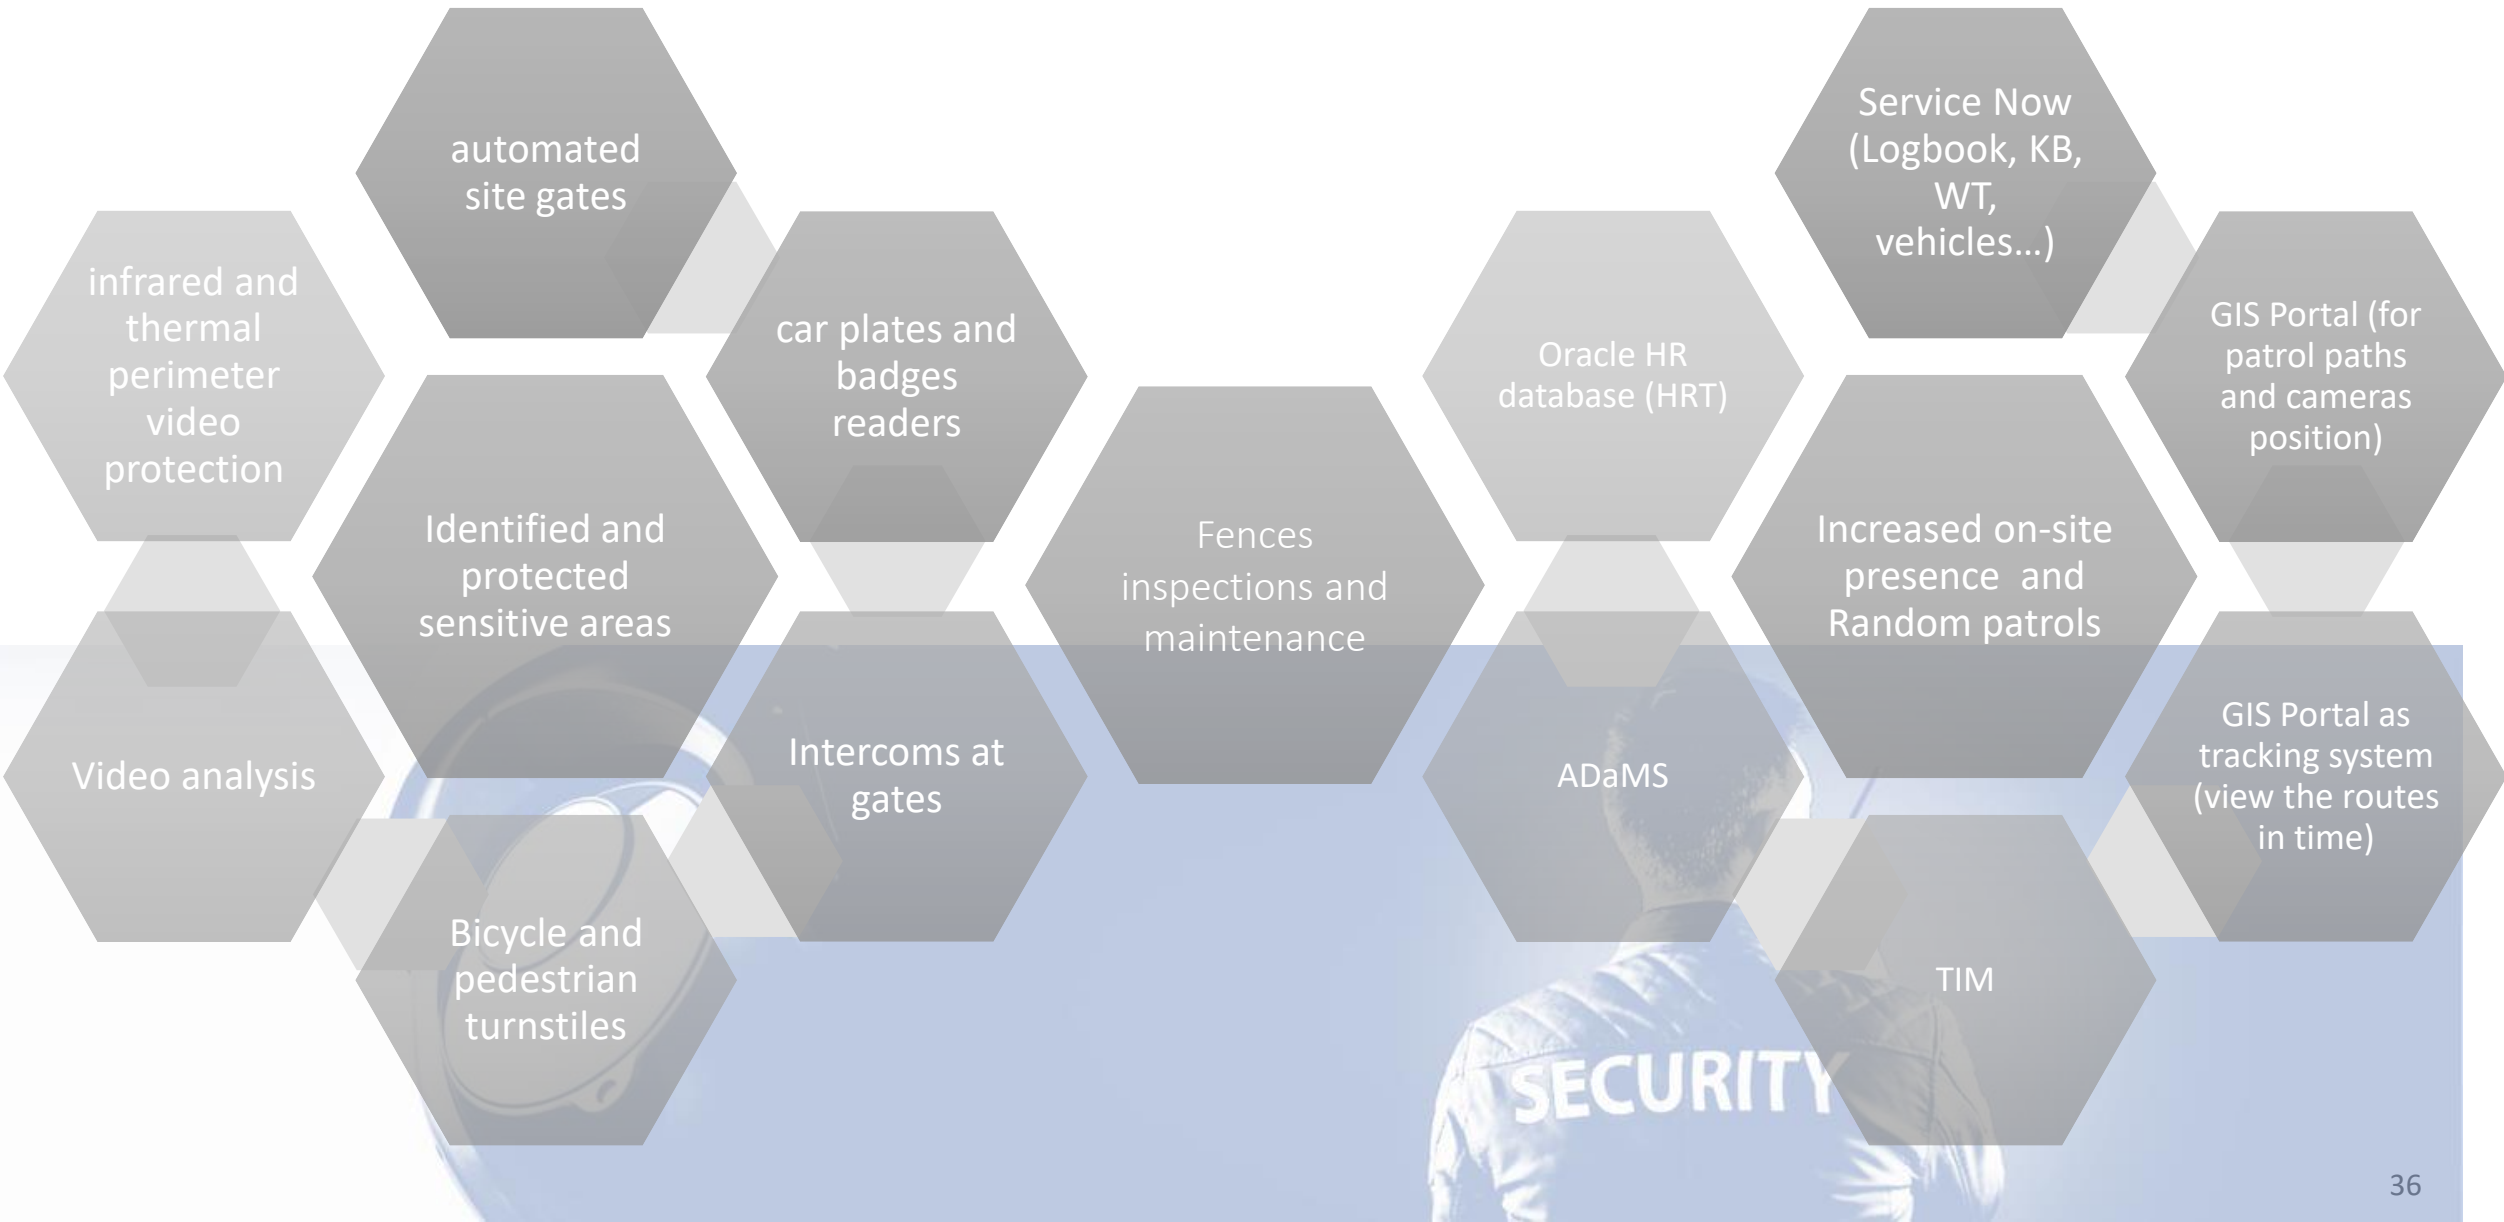 automated
site gates
infrared and
thermal
perimeter
video
protection
car plates and
badges
readers
Identified and
protected
sensitive areas
Video analysis
Intercoms at
gates
Bicycle and
pedestrian
turnstiles
Fences
inspections and
maintenance
Service Now
(Logbook, KB,
WT,
vehicles...)
Oracle HR
database (HRT)
GIS Portal (for
patrol paths
and cameras
position)
Increased on-site
presence and
Random patrols
ADaMS
GIS Portal as
tracking system
(view the routes
in time)
TIM
SECURITY
36